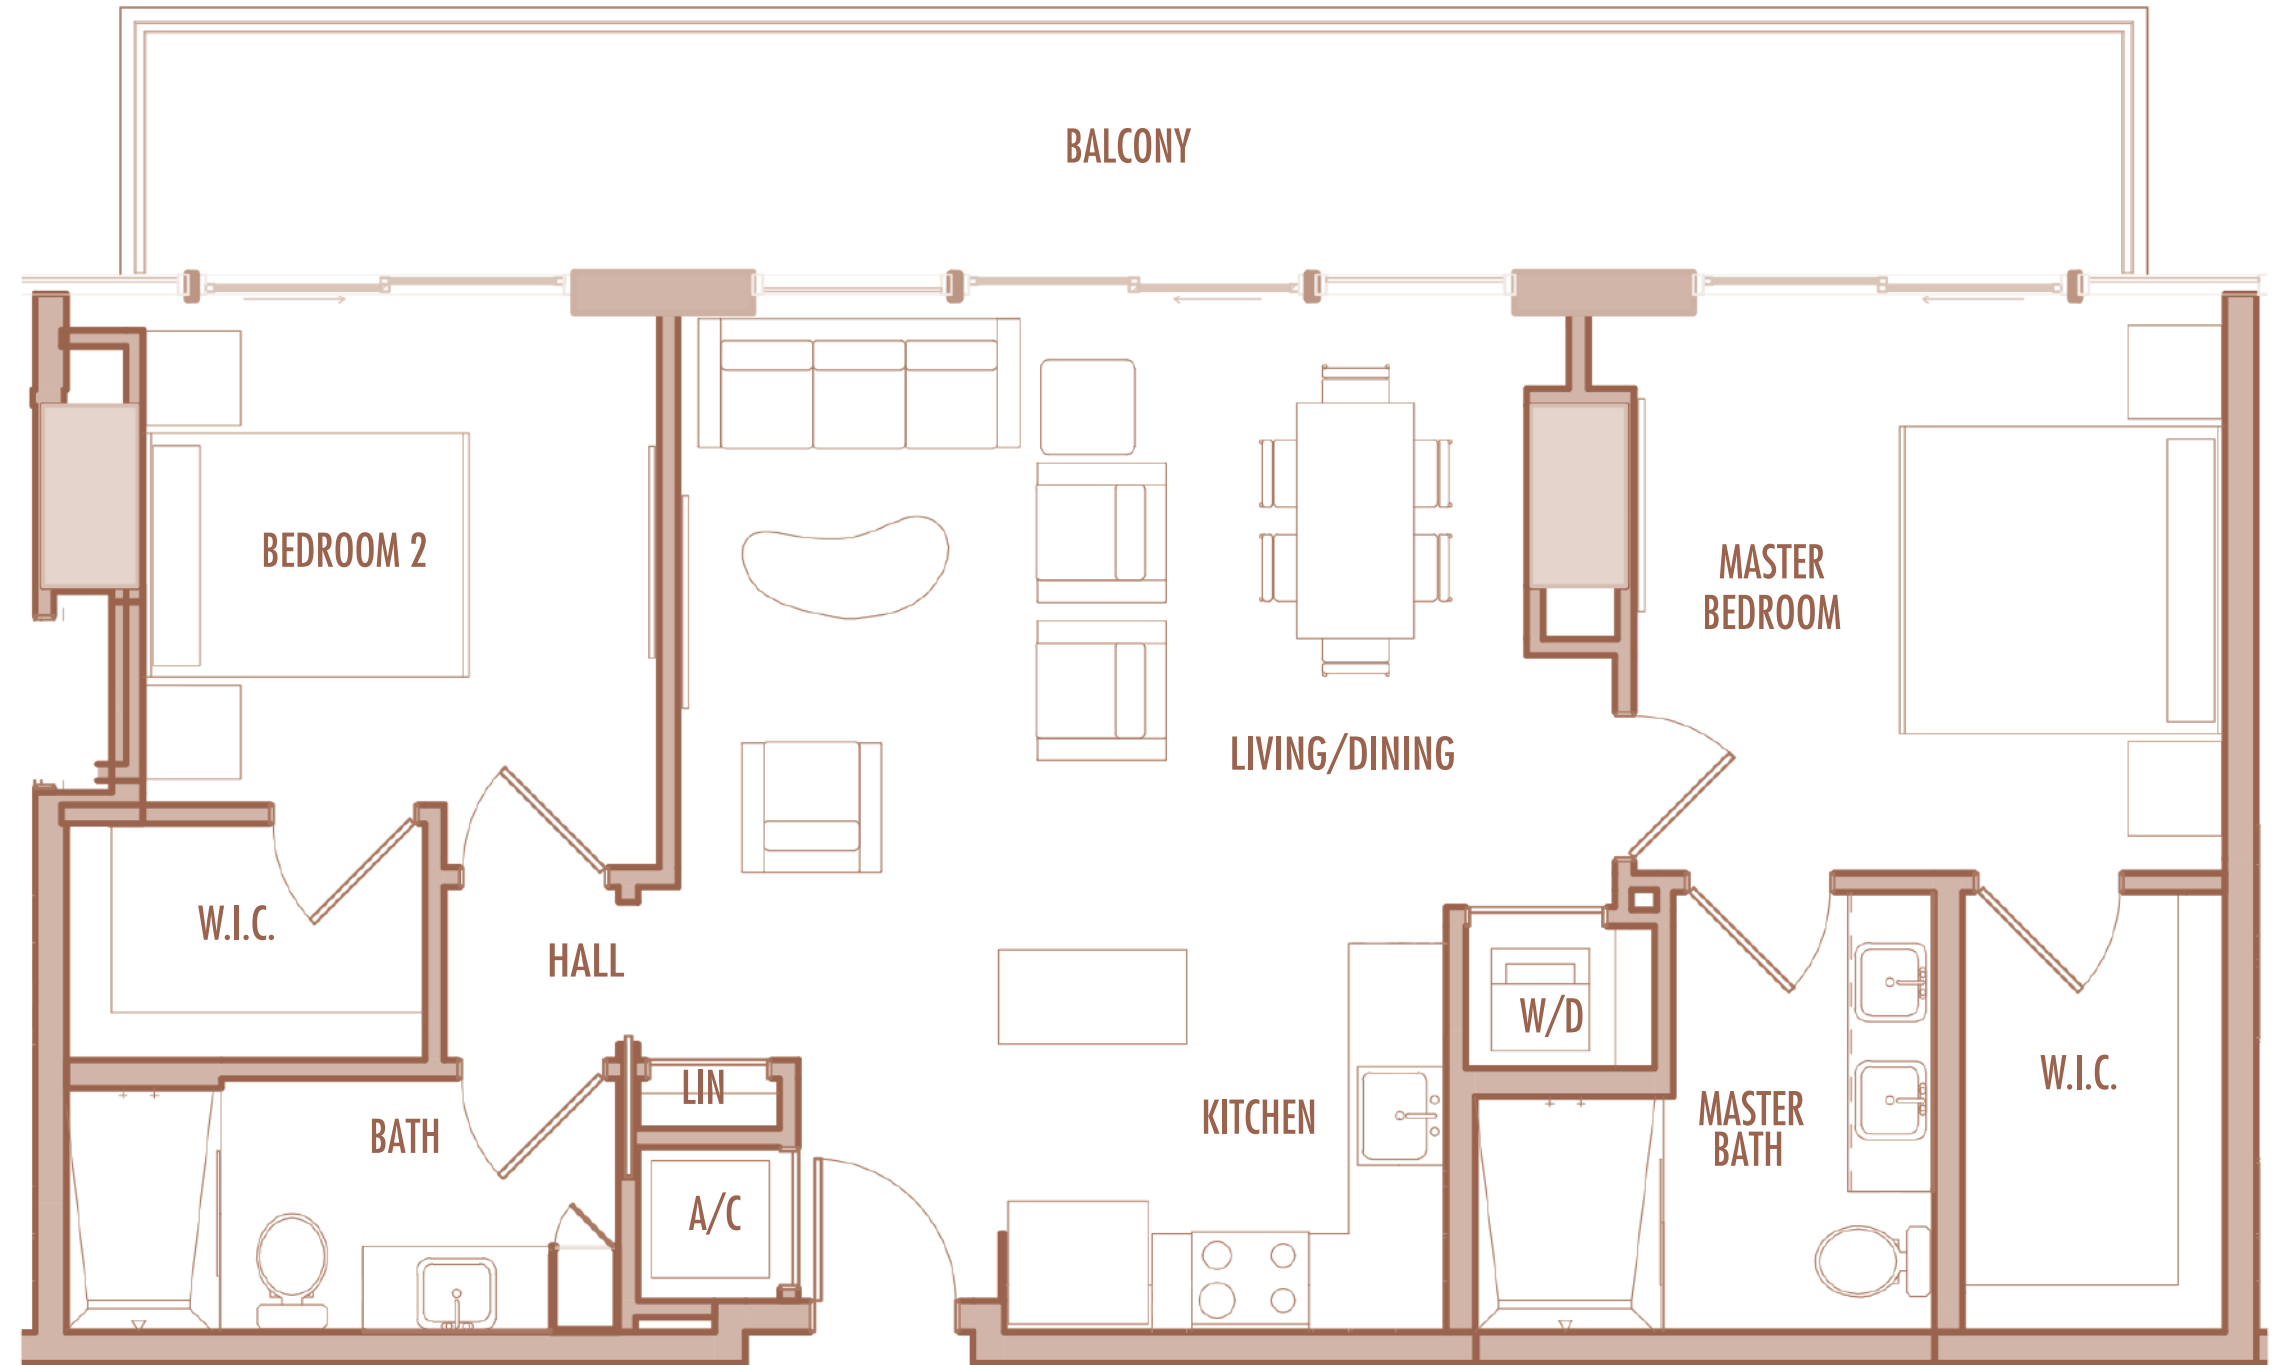 BALCONY
BEDROOM 2
MASTER
BEDROOM
LIVING/DINING
W.I.C.
HALL
W/D
LIN
KITCHEN
MASTER
BATH
W.I.C.
BATH
A/C